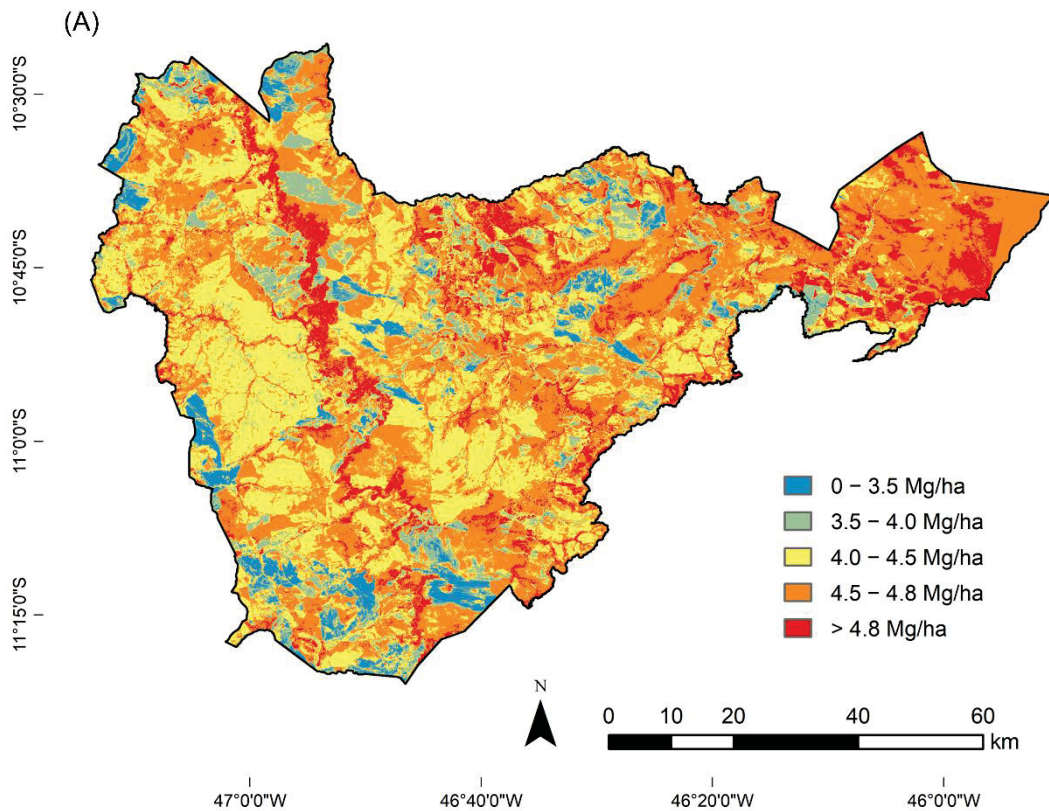 (A)
10°30'0"S
10°45'0"S
11°0'0"S
11°15'0"S
0 – 3.5 Mg/ha
3.5 – 4.0 Mg/ha
4.0 – 4.5 Mg/ha
4.5 – 4.8 Mg/ha
> 4.8 Mg/ha
N
0 10 20 40 60
km
47°0'0"W 46°40'0"W 46°20'0"W 46°0'0"W